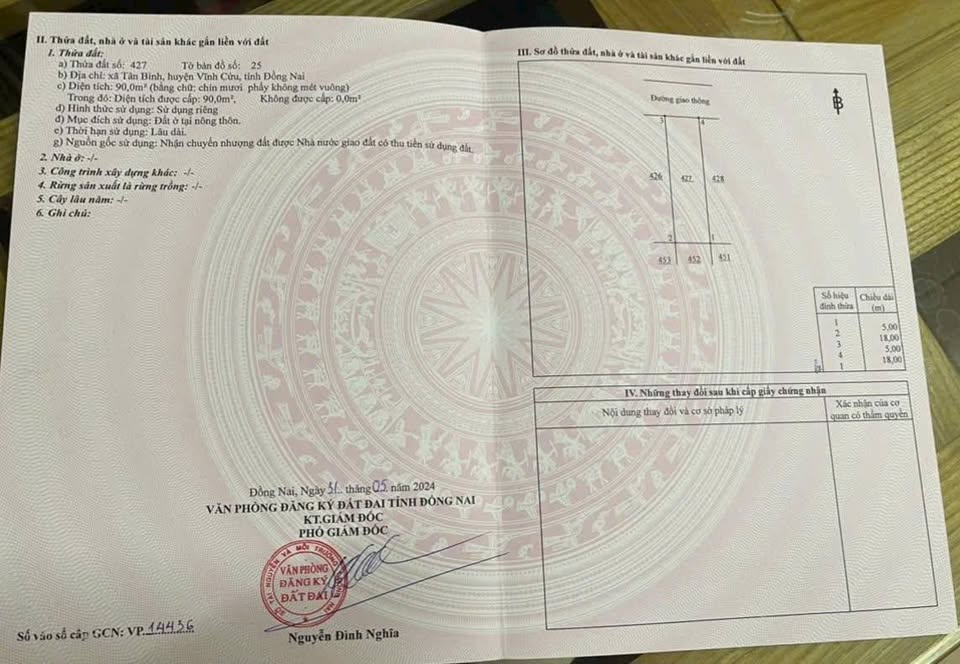 II. Thửa đất, nhà ở và tài sản khác gắn liền với đất
1. Thửa đất:
a) Thửa đất số: 427 Tờ bản đồ số: 25
b) Địa chỉ: xã Tân Bình, huyện Vĩnh Cửu, tỉnh Đồng Nai
c) Diện tích: 90,0m² (bằng chữ: chín mươi phẩy không mét vuông)
Trong đó: Diện tích được cấp: 90,0m², Không được cấp: 0,0m²
d) Hình thức sử dụng: Sử dụng riêng
đ) Mục đích sử dụng: Đất ở tại nông thôn.
e) Thời hạn sử dụng: Lâu dài.
g) Nguồn gốc sử dụng: Nhận chuyển nhượng đất được Nhà nước giao đất có thu tiền sử dụng đất.
2. Nhà ở: -/-
3. Công trình xây dựng khác: -/-
4. Rừng sản xuất là rừng trồng: -/-
5. Cây lâu năm: -/-
6. Ghi chú:
Đồng Nai, Ngày 31 tháng 05 năm 2024
VĂN PHÒNG ĐĂNG KÝ ĐẤT ĐAI TỈNH ĐỒNG NAI
KT.GIÁM ĐỐC
PHÓ GIÁM ĐỐC
VĂN PHÒNG
ĐĂNG KÝ
ĐẤT ĐAI
Nguyễn Đình Nghĩa
Số vào sổ cấp GCN: VP.14436
III. Sơ đồ thửa đất, nhà ở và tài sản khác gắn liền với đất
B
Đường giao thông
3 4
426 427 428
2 1
453 452 451
Số hiệu đỉnh thửa
Chiều dài (m)
1
5,00
2
18,00
3
5,00
4
18,00
1
IV. Những thay đổi sau khi cấp giấy chứng nhận
Nội dung thay đổi và cơ sở pháp lý
Xác nhận của cơ
quan có thẩm quyền